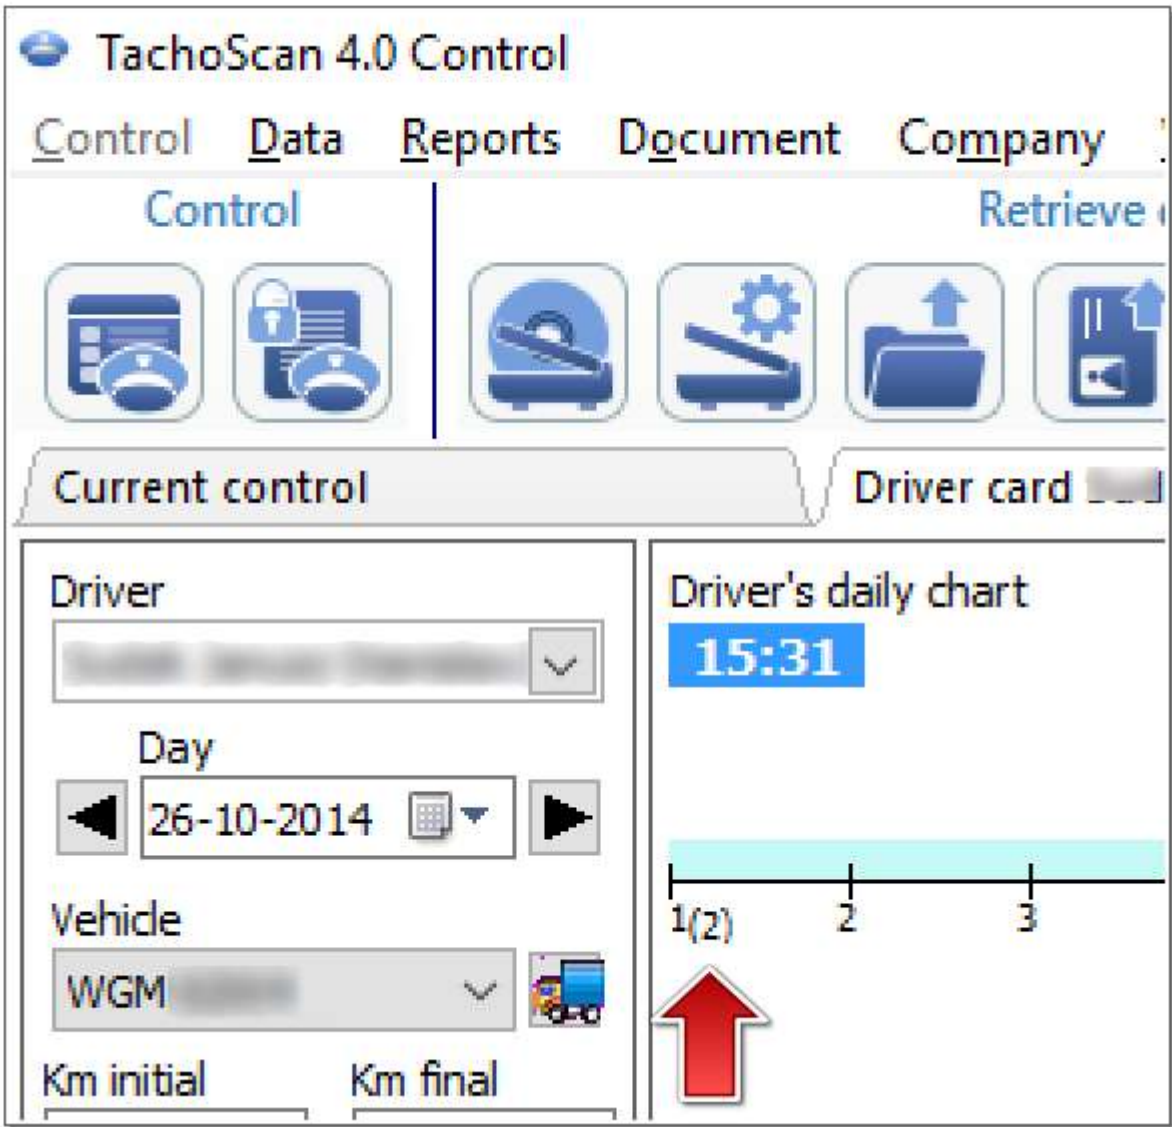 TachoScan 4.0 Control
Control Data Reports Document Company
Control Retrieve
Current control Driver card
Driver
Driver's daily chart
15:31
Day
26-10-2014
1(2) 2 3
Vehicle
WGM
Km initial Km final